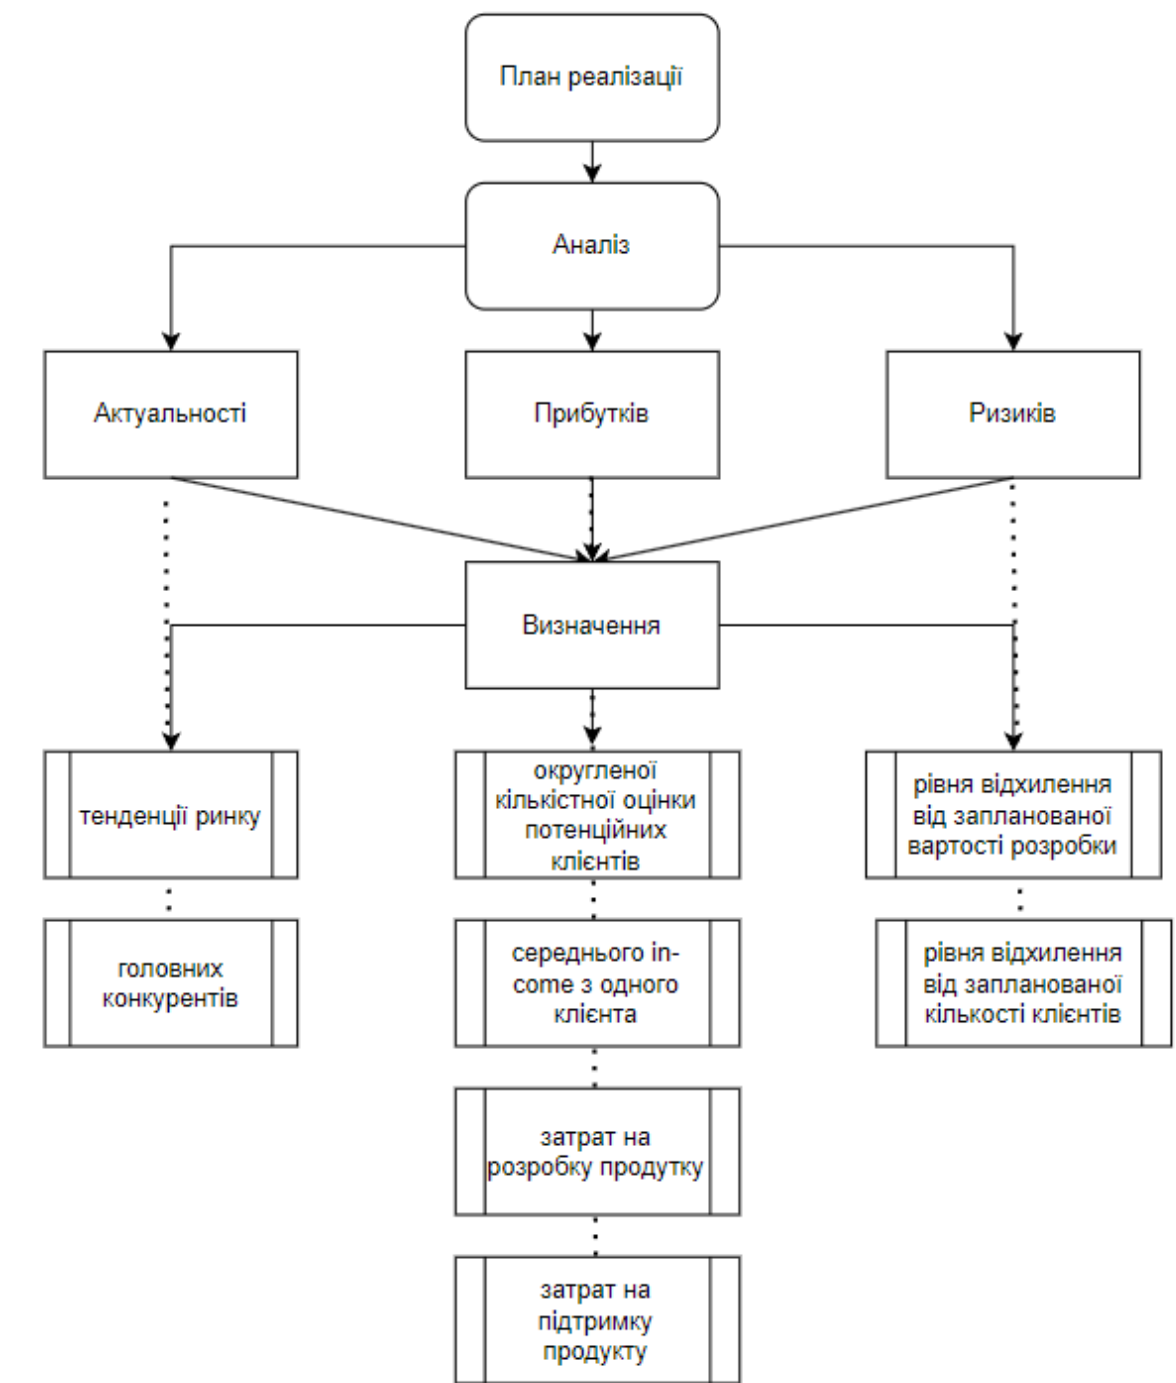 План реалізації
Аналіз
Актуальності
Прибутків
Ризиків
Визначення
тенденції ринку
округленої
кількістної оцінки
потенційних
клієнтів
рівня відхилення
від запланованої
вартості розробки
головних
конкурентів
середнього in-
come з одного
клієнта
рівня відхилення
від запланованої
кількості клієнтів
затрат на
розробку продутку
затрат на
підтримку
продукту